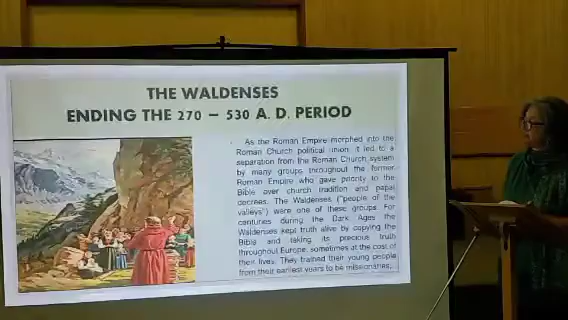 THE WALDENSES
ENDING THE 270 – 530 A. D. PERIOD
As the Roman Empire morphed into the
Roman Church political union it led to a
separation from the Roman Church system
by many groups throughout the former
Roman Empire who gave priority to the
Bible over church tradition and papal
decrees. The Waldenses ("people of the
valleys") were one of these groups. For
centuries during the Dark Ages the
Waldenses kept truth alive by copying the
Bible and taking its precious truth
throughout Europe, sometimes at the cost of
their lives. They trained their young people
from their earliest years to be missionaries.